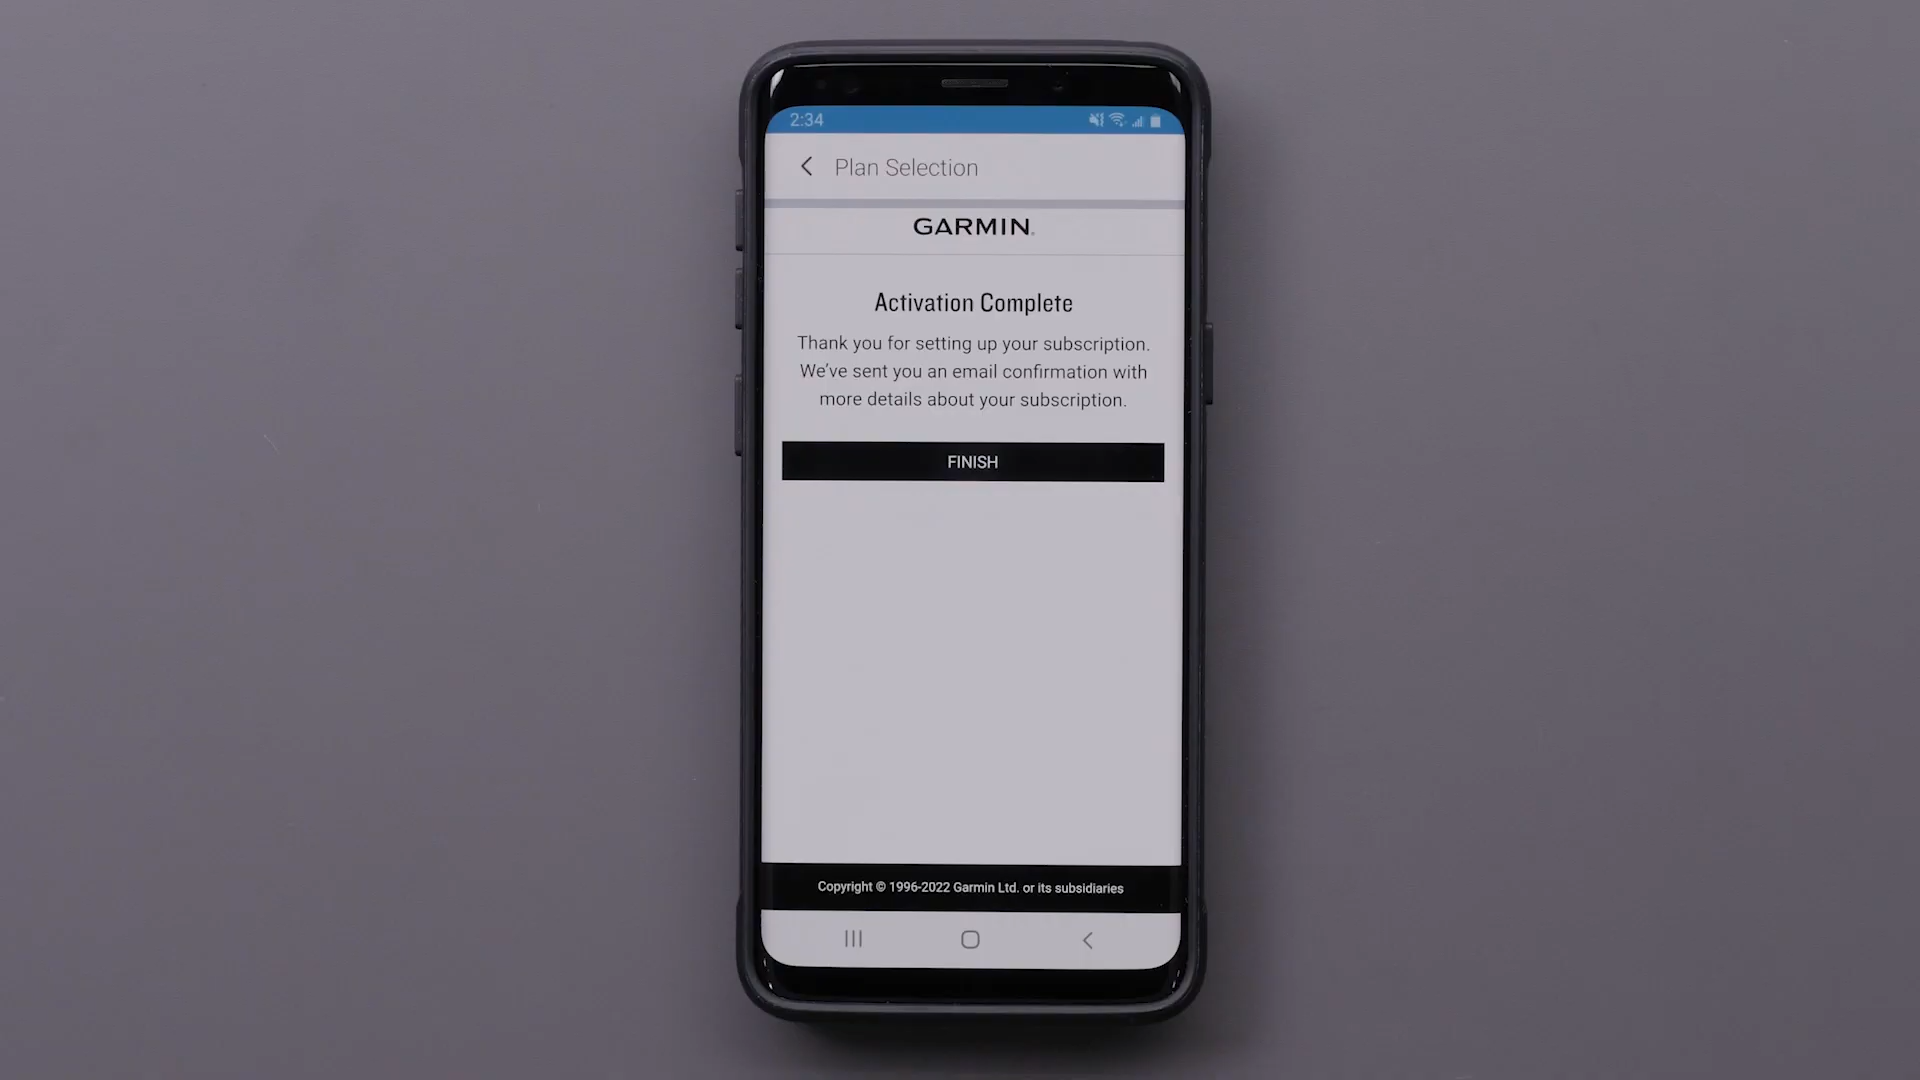 2:34
Plan Selection
GARMIN.
Activation Complete
Thank you for setting up your subscription.
We've sent you an email confirmation with
more details about your subscription.
FINISH
Copyright © 1996-2022 Garmin Ltd. or its subsidiaries